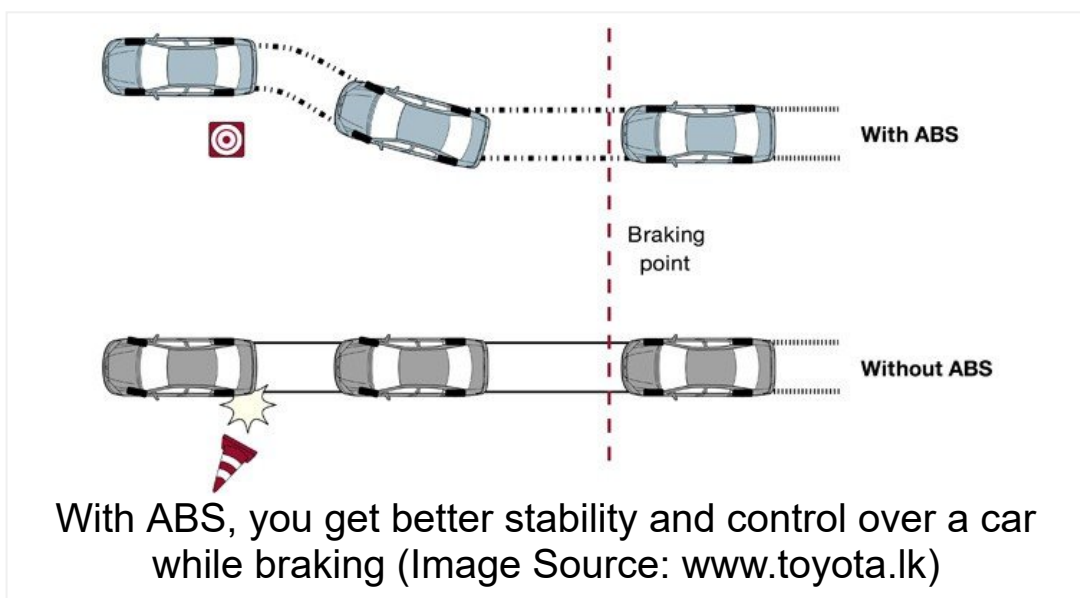 With ABS
Braking
point
Without ABS
With ABS, you get better stability and control over a car
while braking (Image Source: www.toyota.lk)